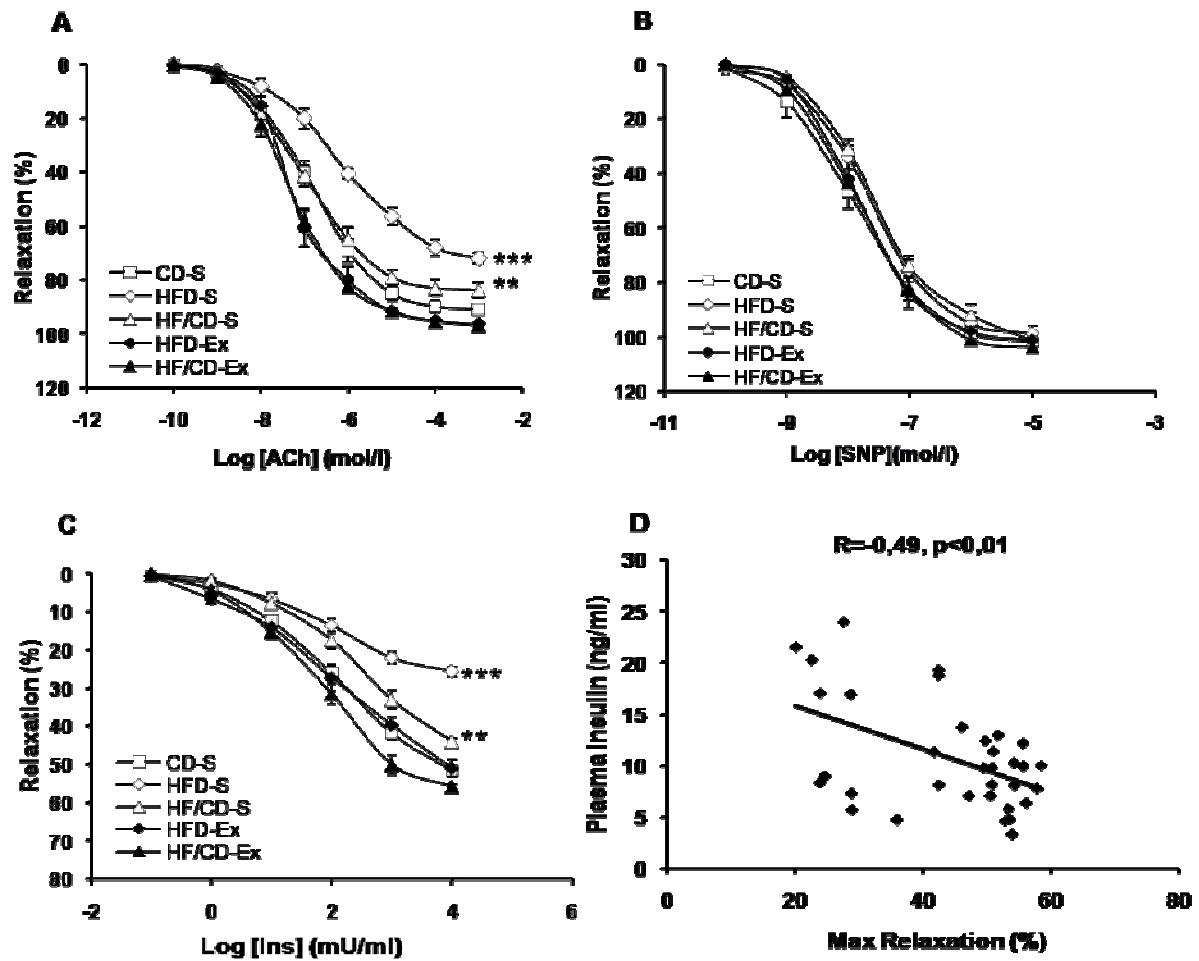 A
0
20
40
60
80
100
120
Relaxation (%)
***
**
CD-S
HFD-S
HF/CD-S
HFD-Ex
HF/CD-Ex
-12 -10 -8 -6 -4 -2
Log [ACh] (mol/l)
B
0
20
40
60
80
100
120
Relaxation (%)
CD-S
HFD-S
HF/CD-S
HFD-Ex
HF/CD-Ex
-11 -9 -7 -5 -3
Log [SNP](mol/l)
C
0
10
20
30
40
50
60
70
80
Relaxation (%)
***
**
CD-S
HFD-S
HF/CD-S
HFD-Ex
HF/CD-Ex
-2 0 2 4 6
Log [Ins] (mU/ml)
D
R=-0,49, p<0,01
30
25
20
15
10
5
0
Plasma Insulin (ng/ml)
0 20 40 60 80
Max Relaxation (%)